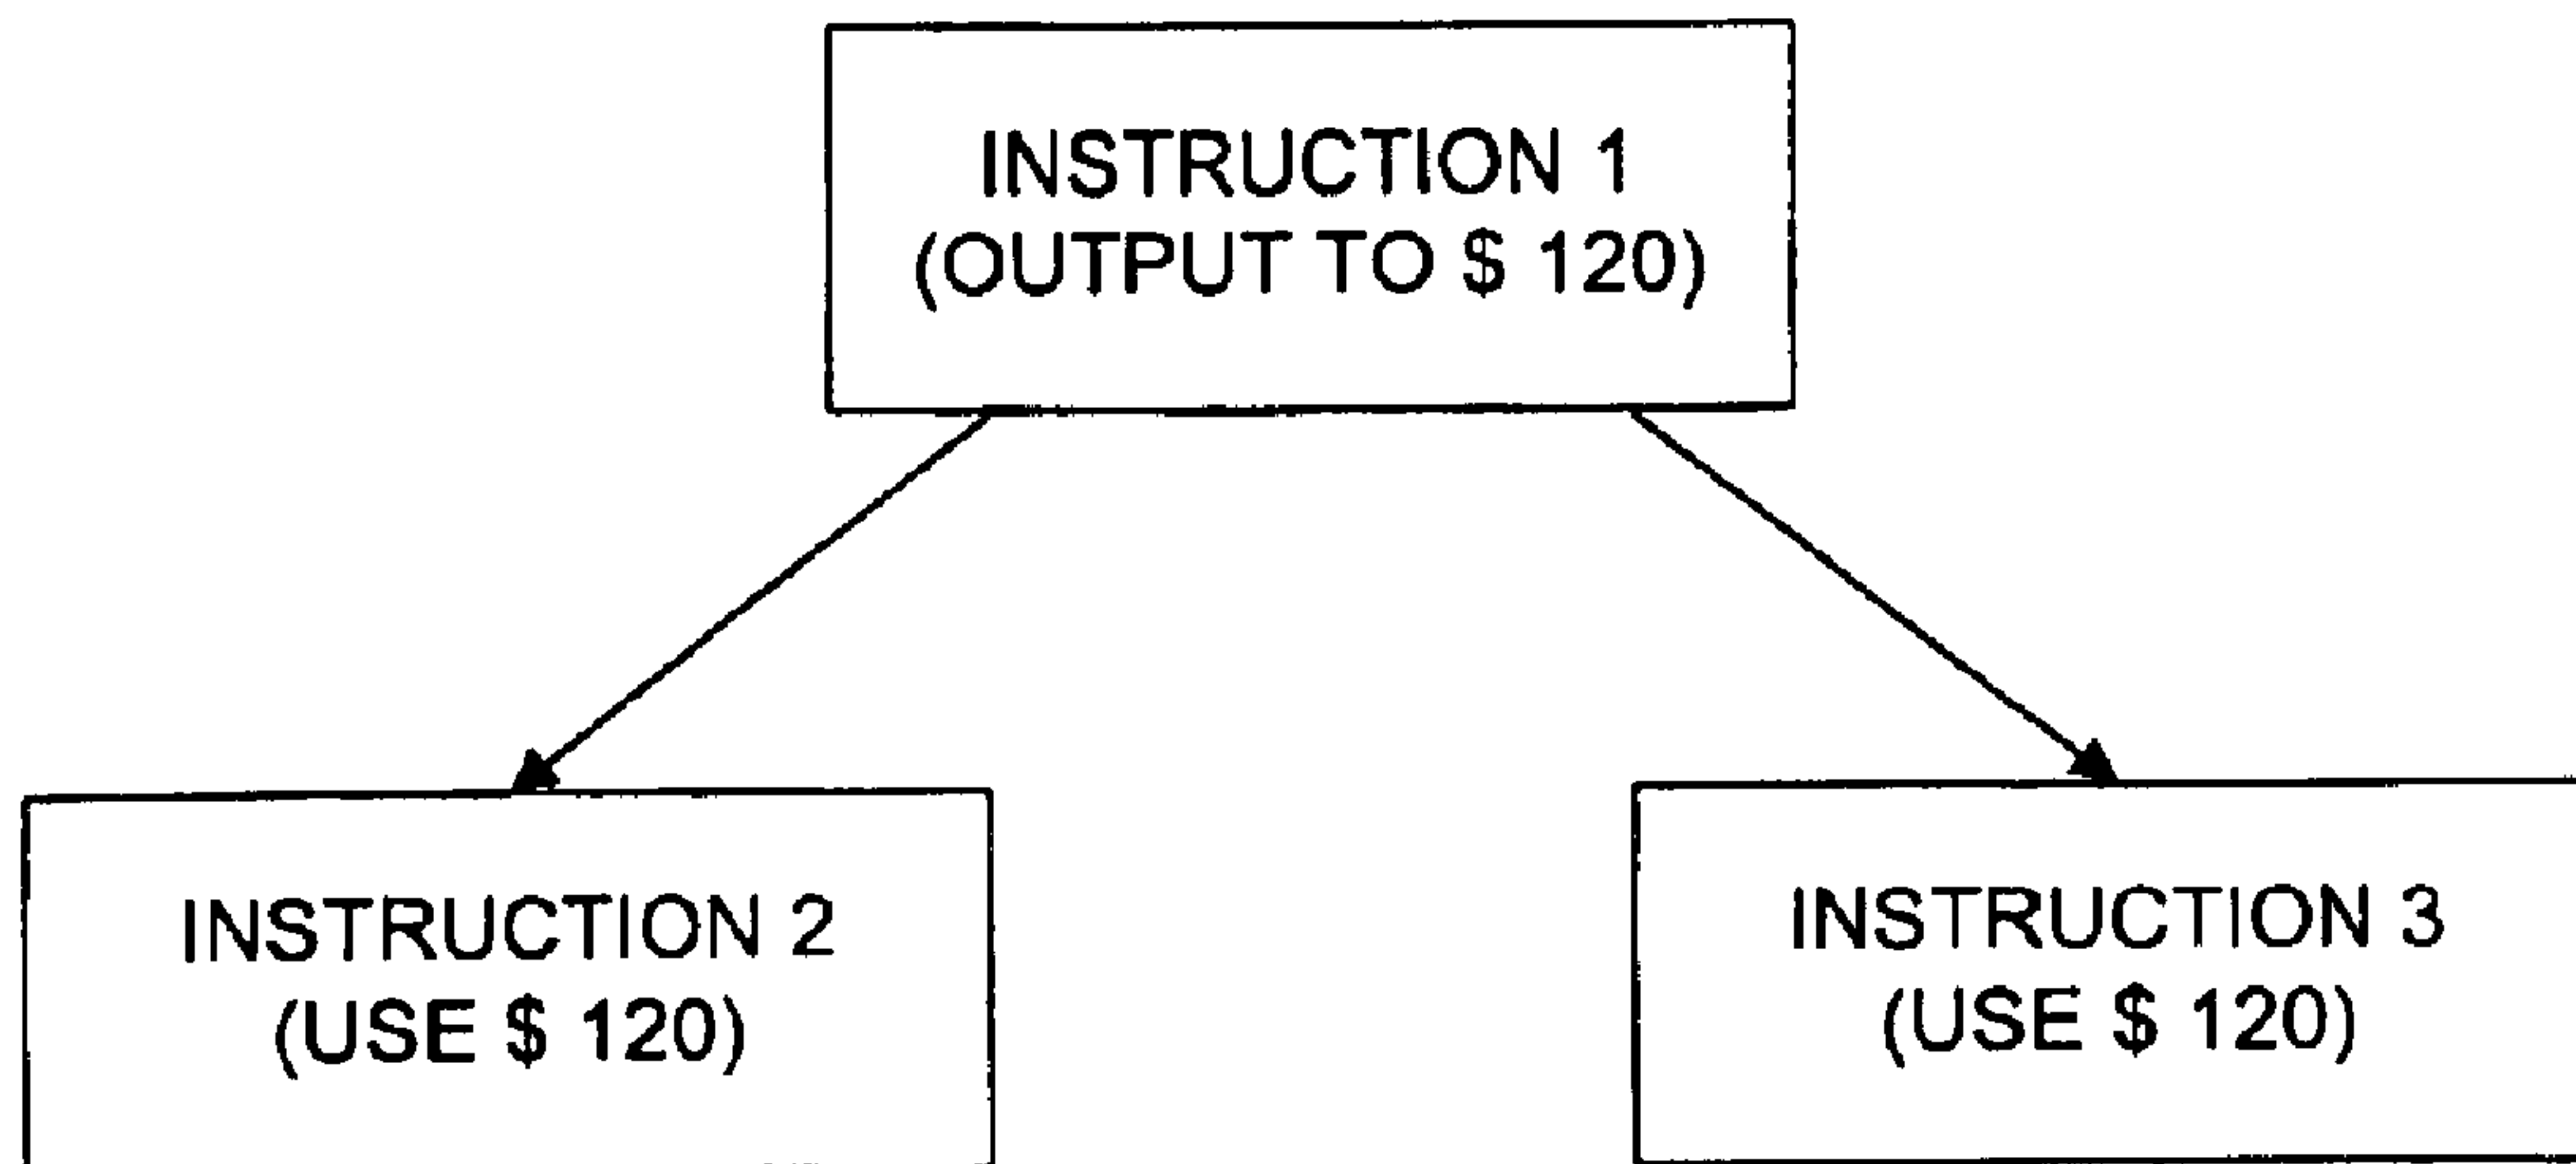 INSTRUCTION 1
(OUTPUT TO $ 120)
INSTRUCTION 2
(USE $ 120)
INSTRUCTION 3
(USE $ 120)